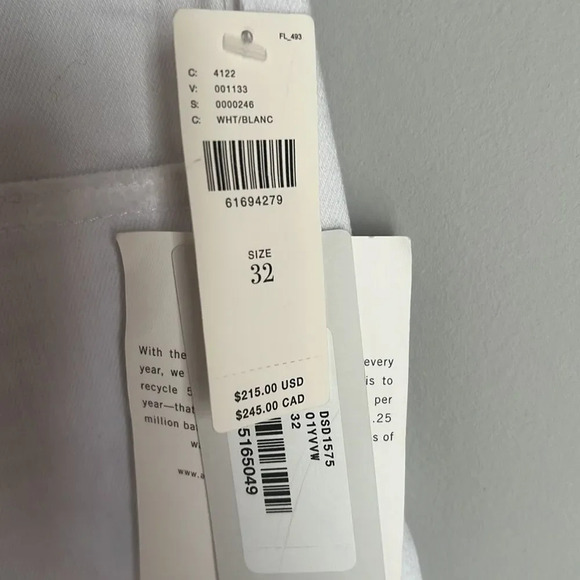 FL_493
C: 4122
V: 001133
S: 0000246
C: WHT/BLANC
61694279
SIZE
32
$215.00 USD
$245.00 CAD
With the
year, we
recycle 5
year—that
million ba
www.a
every
is to
per
.25
s of
DSD1575
01YVVW
32
5165049